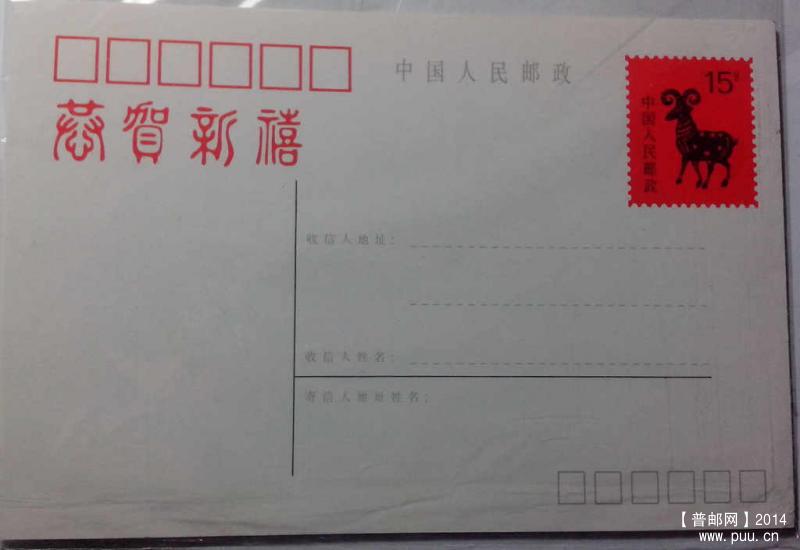 中国人民邮政
15分
中国人民邮政
恭贺新禧
收信人地址：
收信人姓名：
寄信人地址姓名：
【普邮网】2014
www.puu.cn